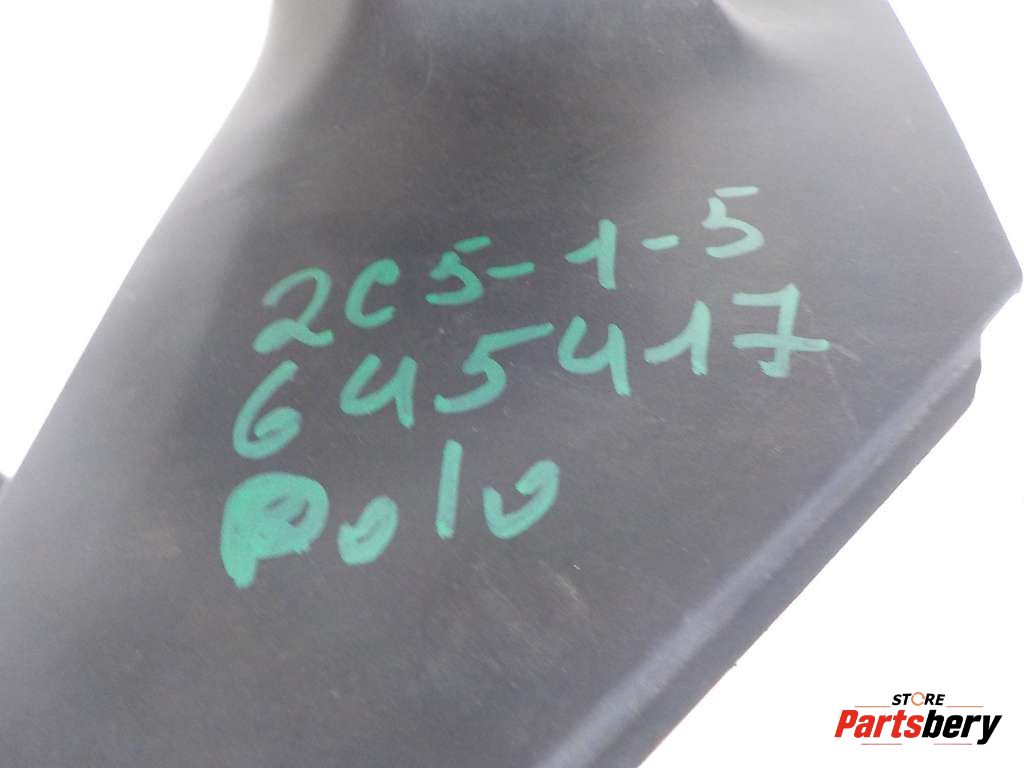 2C5-1-5
645417
Polo
STORE
Partsbery